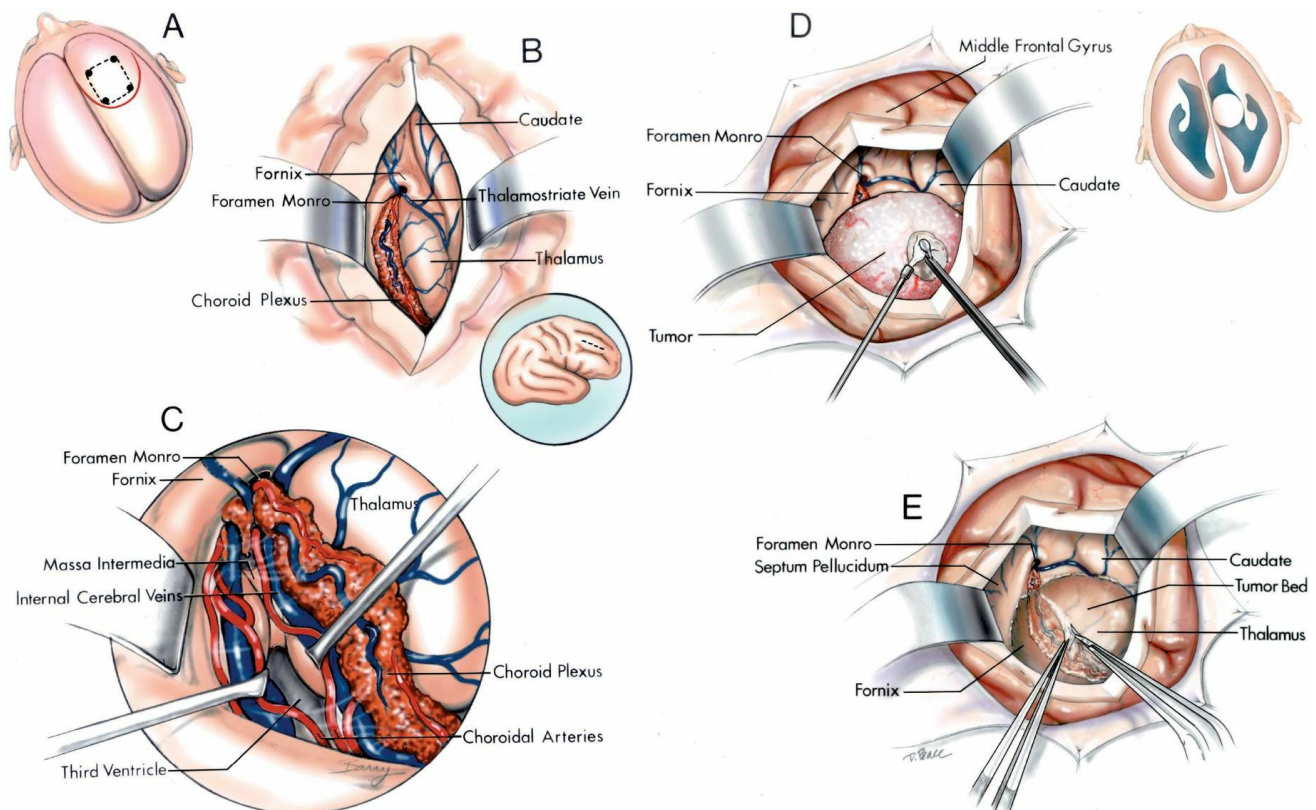 A
B
Caudate
Fornix
Foramen Monro
Thalamostriate Vein
Thalamus
Choroid Plexus
C
Foramen Monro
Fornix
Thalamus
Massa Intermedia
Internal Cerebral Veins
Choroid Plexus
Choroidal Arteries
Third Ventricle
Barry
D
Middle Frontal Gyrus
Foramen Monro
Fornix
Caudate
Tumor
E
Foramen Monro
Septum Pellucidum
Caudate
Tumor Bed
Thalamus
Fornix
D. Peace